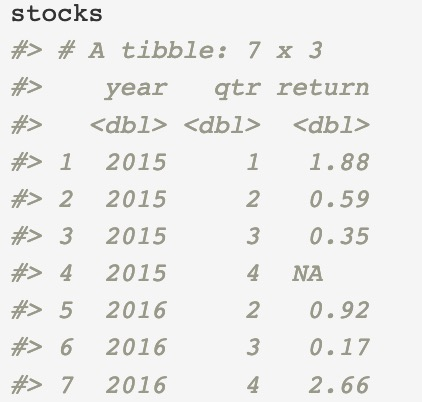 stocks
#> # A tibble: 7 x 3
#>    year   qtr return
#>   <dbl> <dbl>  <dbl>
#> 1  2015     1   1.88
#> 2  2015     2   0.59
#> 3  2015     3   0.35
#> 4  2015     4  NA
#> 5  2016     2   0.92
#> 6  2016     3   0.17
#> 7  2016     4   2.66